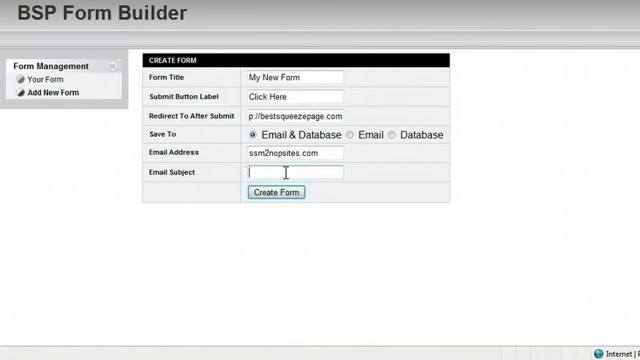 BSP Form Builder
Form Management
Your Form
Add New Form
CREATE FORM
Form Title My New Form
Submit Button Label Click Here
Redirect To After Submit p://bestsqueezepage.com
Save To Email & Database Email Database
Email Address ssm2nopsites.com
Email Subject
Create Form
Internet |